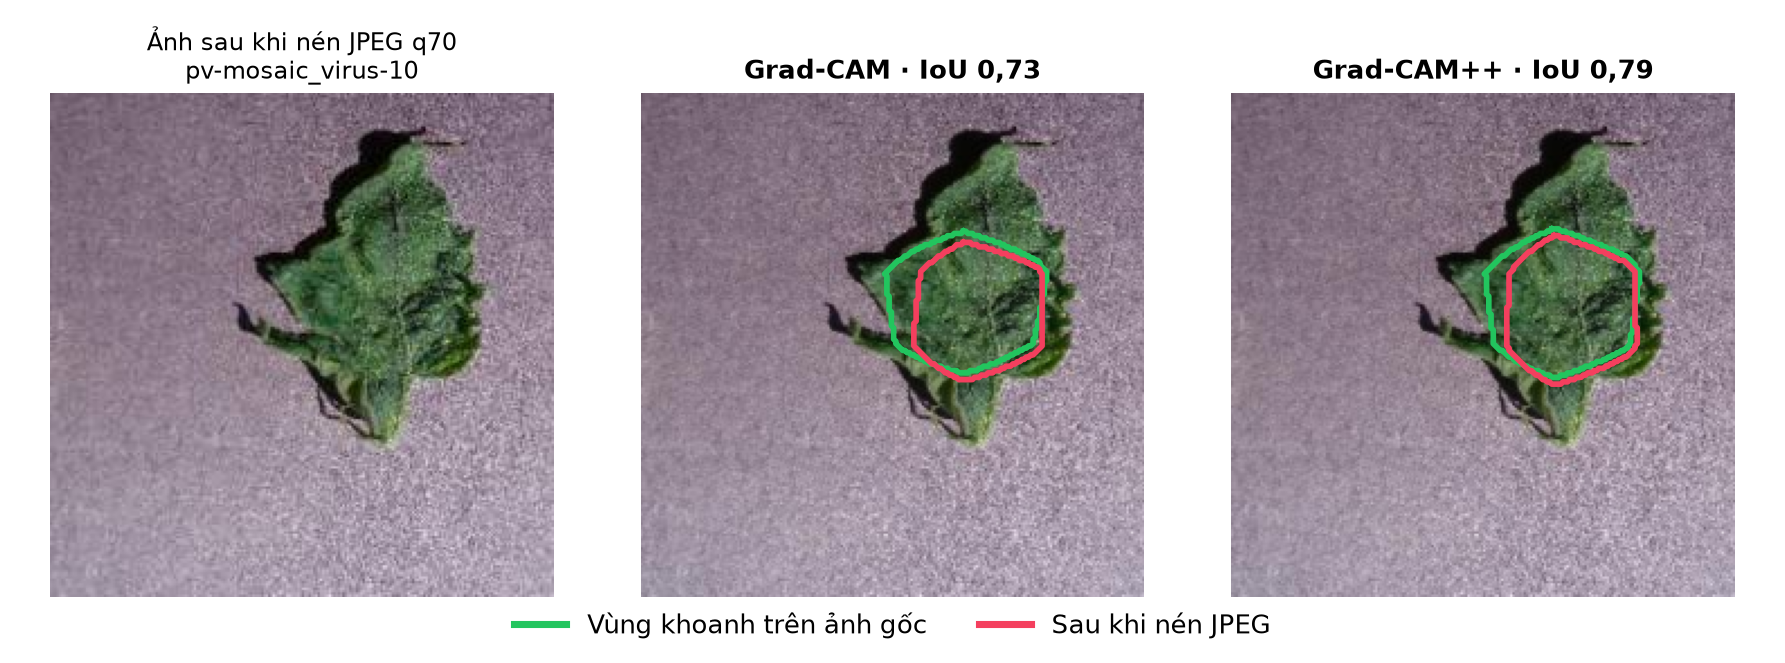 Ảnh sau khi nén JPEG q70
pv-mosaic_virus-10
Grad-CAM · IoU 0,73
Grad-CAM++ · IoU 0,79
Vùng khoanh trên ảnh gốc
Sau khi nén JPEG